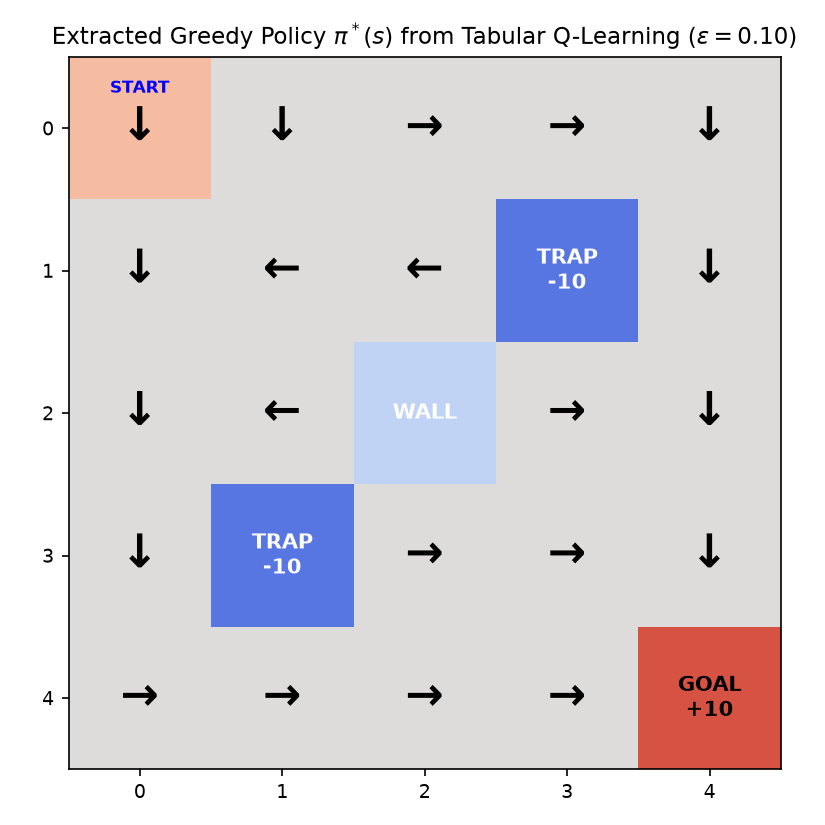 Extracted Greedy Policy π*(s) from Tabular Q-Learning (ε = 0.10)
START
0 ↓ ↓ → → ↓
TRAP
1 ↓ ← ← -10 ↓
2 ↓ ← WALL → ↓
TRAP
3 ↓ -10 → → ↓
GOAL
4 → → → → +10
0 1 2 3 4